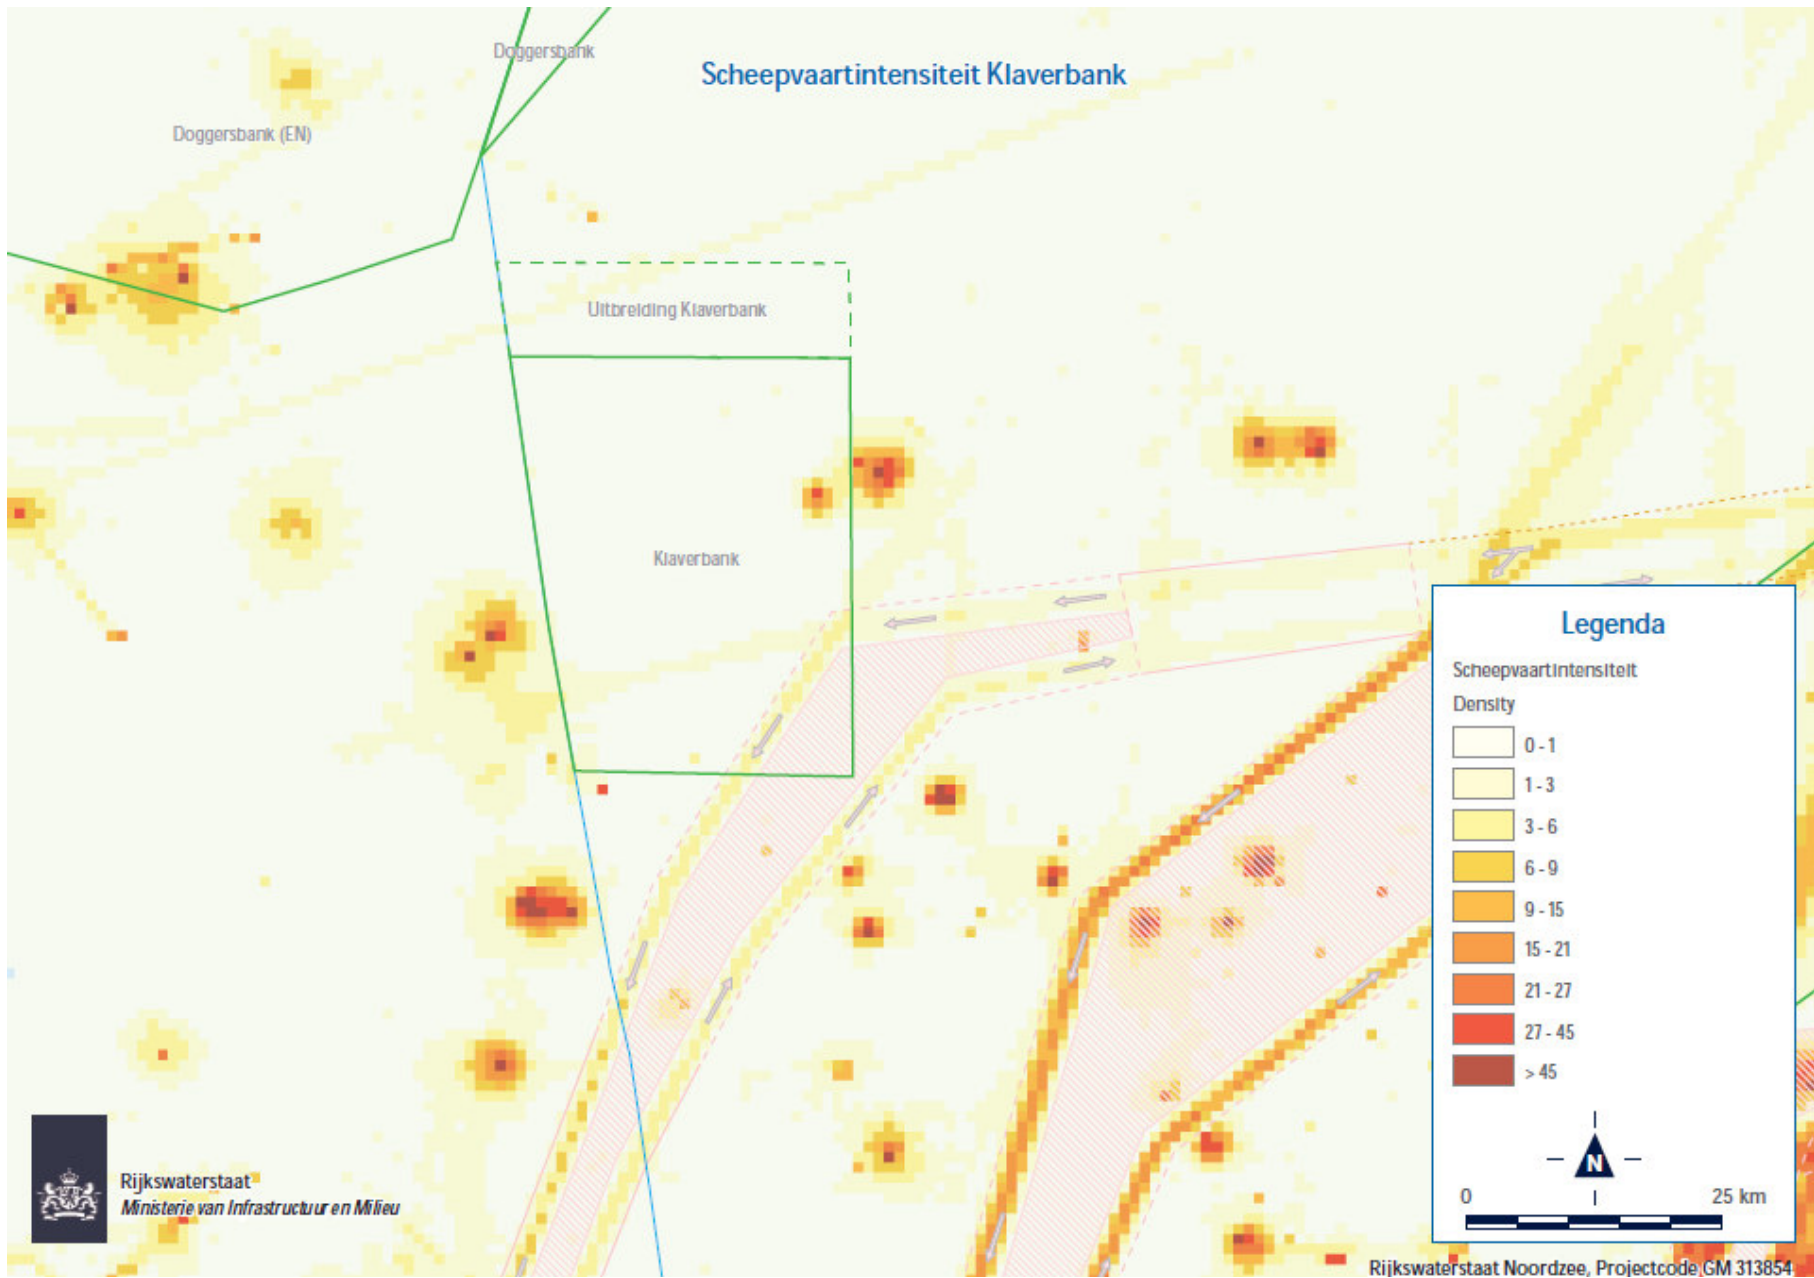 Doggersbank
Scheepvaartintensiteit Klaverbank
Doggersbank (EN)
Uitbreiding Klaverbank
Klaverbank
Legenda
Scheepvaartintensiteit
Density
0 - 1
1 - 3
3 - 6
6 - 9
9 - 15
15 - 21
21 - 27
27 - 45
> 45
N
0 25 km
Rijkswaterstaat
Ministerie van Infrastructuur en Milieu
Rijkswaterstaat Noordzee, Projectcode GM 313854